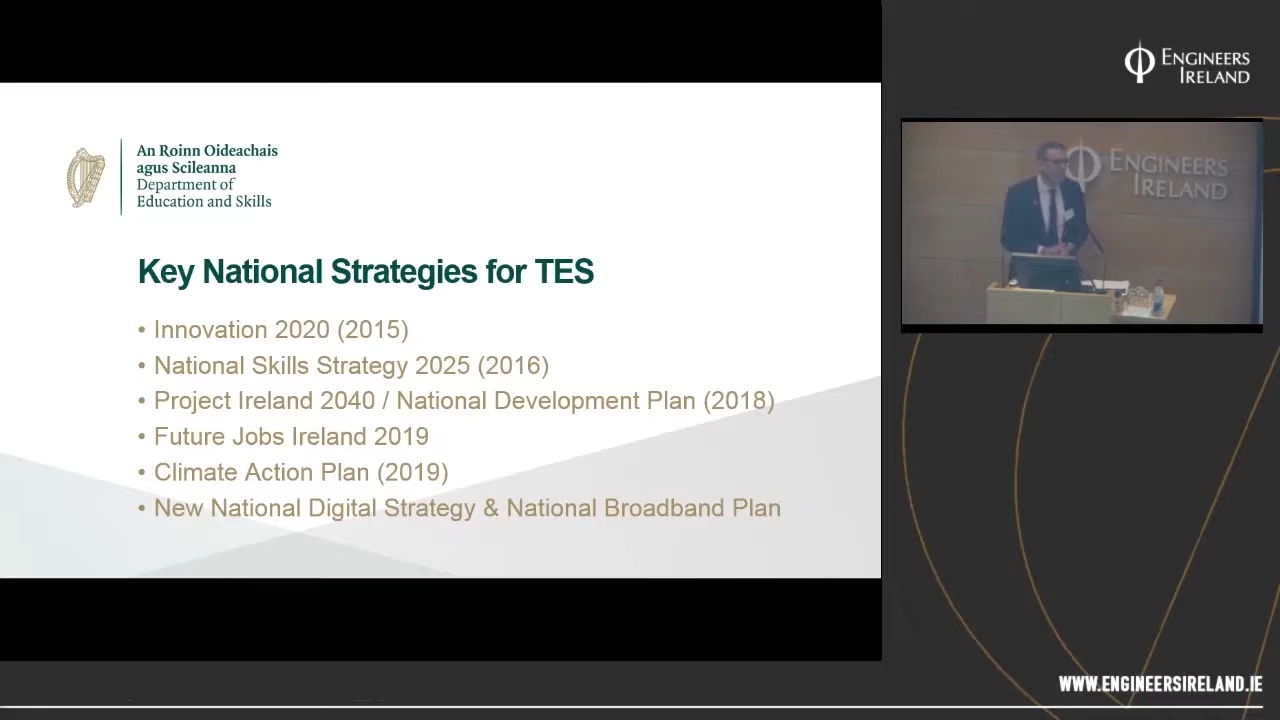 An Roinn Oideachais
agus Scileanna
Department of
Education and Skills
Key National Strategies for TES
• Innovation 2020 (2015)
• National Skills Strategy 2025 (2016)
• Project Ireland 2040 / National Development Plan (2018)
• Future Jobs Ireland 2019
• Climate Action Plan (2019)
• New National Digital Strategy & National Broadband Plan
ENGINEERS
IRELAND
ENGINEERS
IRELAND
WWW.ENGINEERSIRELAND.IE